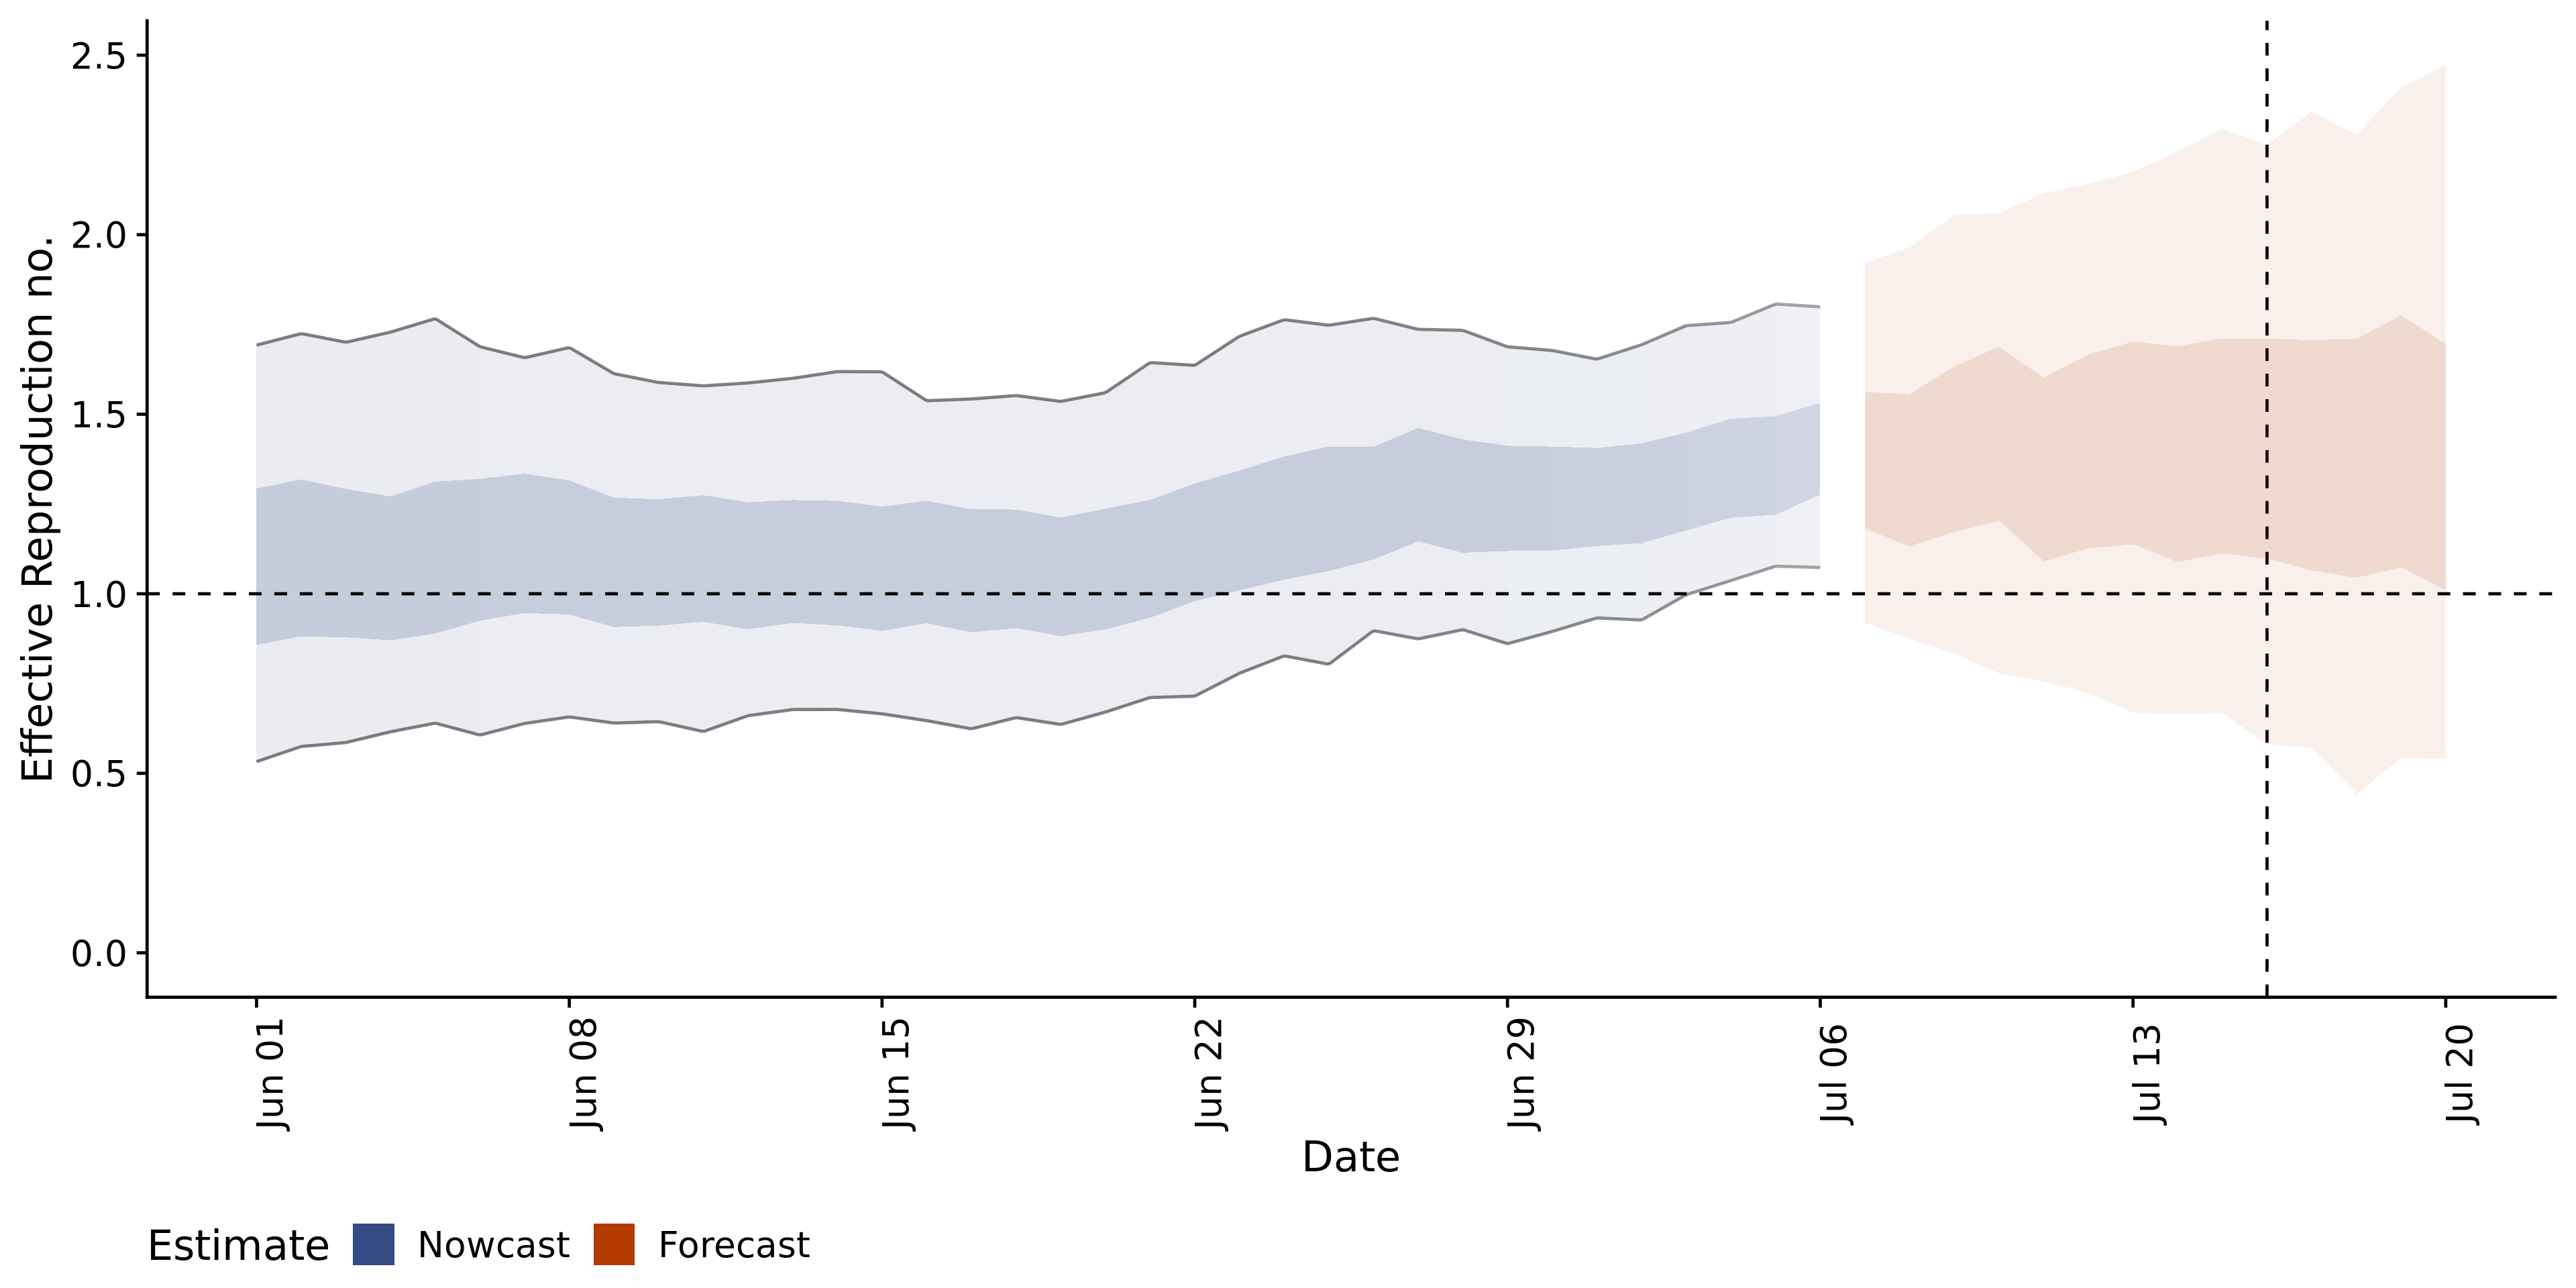 Effective Reproduction no.
2.5
2.0
1.5
1.0
0.5
0.0
Jun 01
Jun 08
Jun 15
Jun 22
Jun 29
Jul 06
Jul 13
Jul 20
Date
Estimate Nowcast Forecast